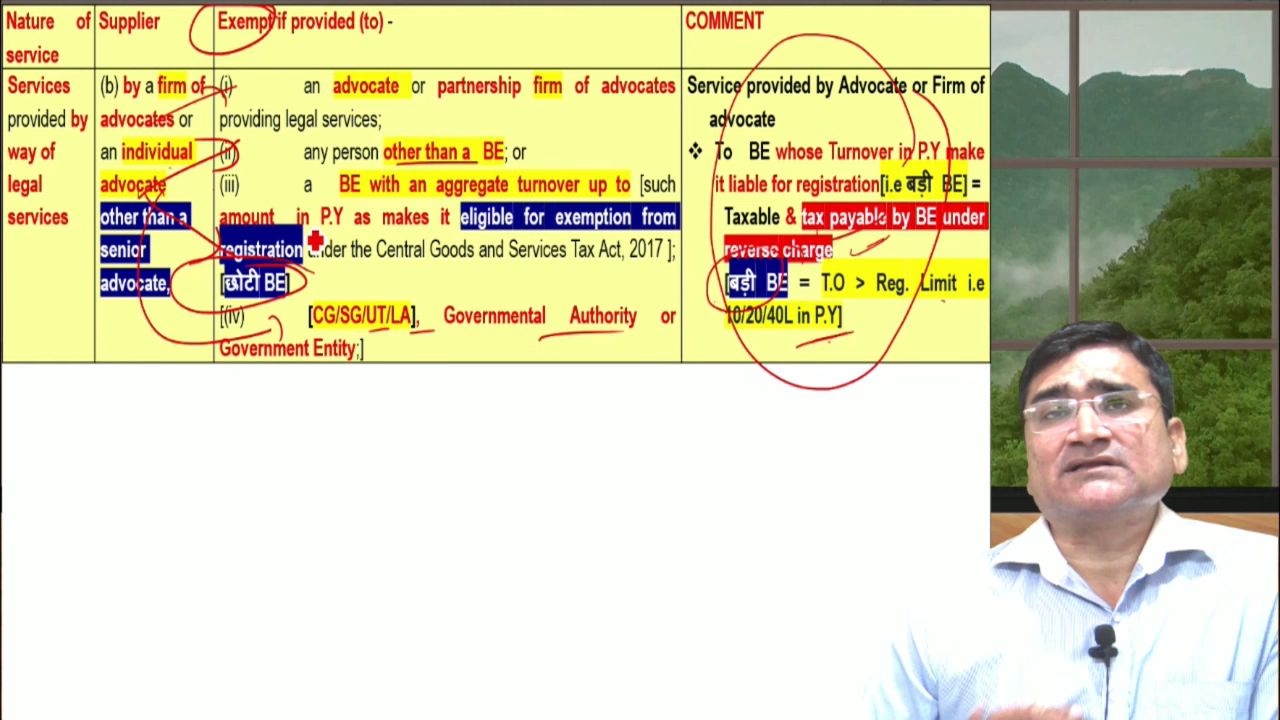 Nature of service
Supplier
Exempt if provided (to) -
COMMENT
Services
provided by
way of
legal
services
(b) by a firm of
advocates or
an individual
advocate
other than a
senior
advocate,
(i) an advocate or partnership firm of advocates
providing legal services;
(ii) any person other than a BE; or
(iii) a BE with an aggregate turnover up to [such
amount in P.Y as makes it eligible for exemption from
registration under the Central Goods and Services Tax Act, 2017 ];
[छोटी BE]
[(iv) [CG/SG/UT/LA], Governmental Authority or
Government Entity;]
Service provided by Advocate or Firm of
advocate
❖ To BE whose Turnover in P.Y make
it liable for registration[i.e बड़ी BE] =
Taxable & tax payable by BE under
reverse charge
[बड़ी BE = T.O > Reg. Limit i.e
10/20/40L in P.Y]